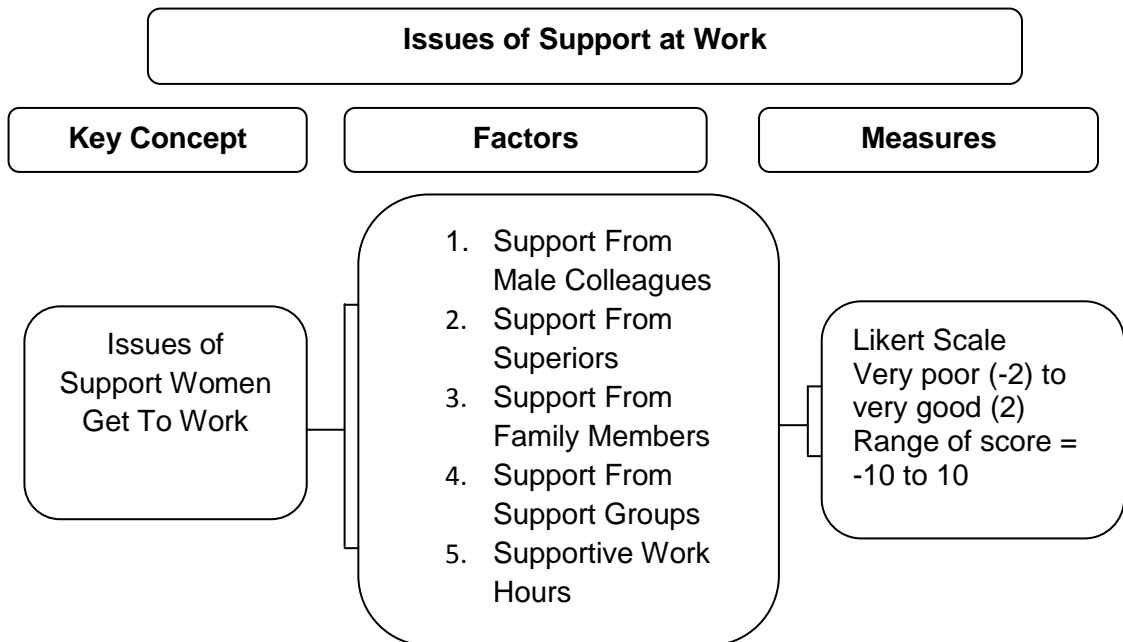 Issues of Support at Work
Key Concept
Factors
Measures
Issues of
Support Women
Get To Work
1. Support From
Male Colleagues
2. Support From
Superiors
3. Support From
Family Members
4. Support From
Support Groups
5. Supportive Work
Hours
Likert Scale
Very poor (-2) to
very good (2)
Range of score =
-10 to 10